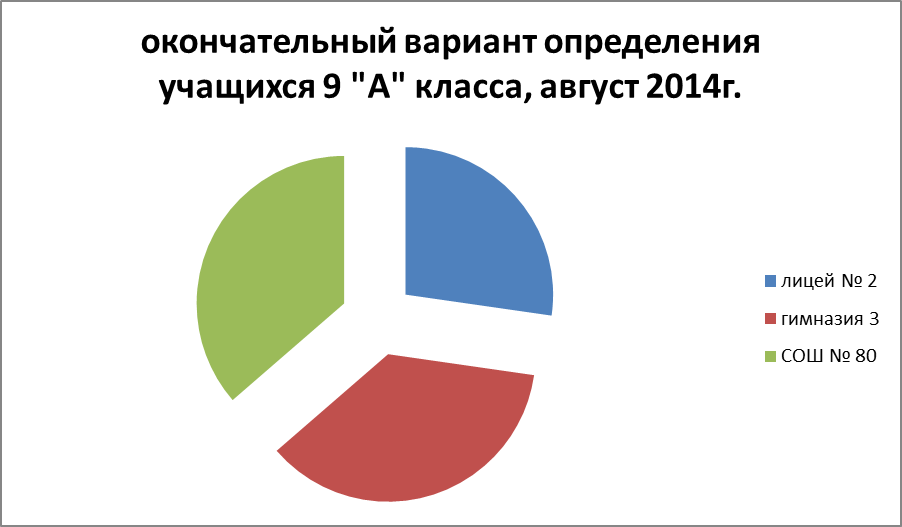 окончательный вариант определения
учащихся 9 "А" класса, август 2014г.
лицей № 2
гимназия 3
СОШ № 80